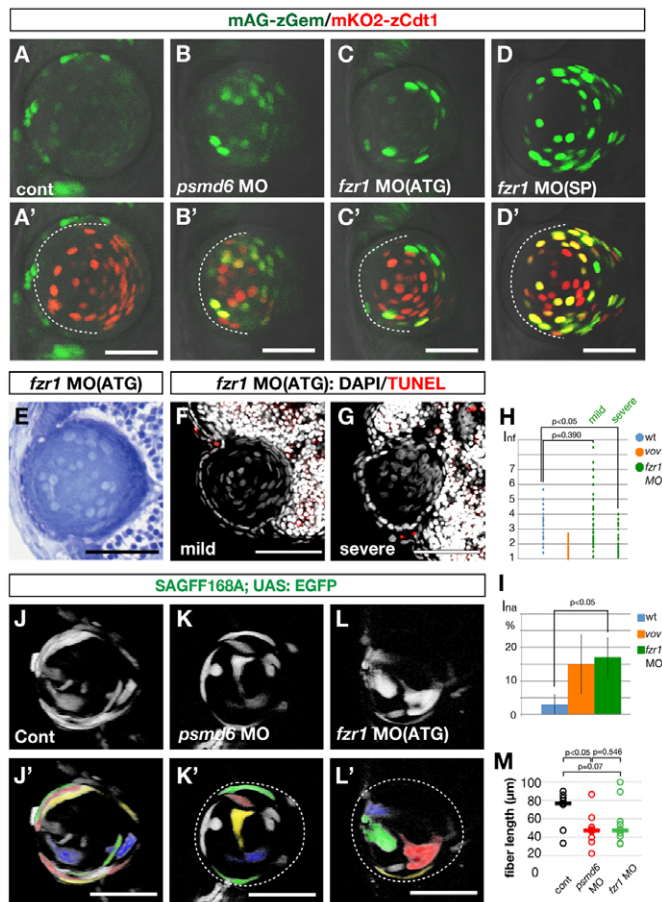 mAG-zGem/mKO2-zCdt1
A
B
C
D
cont
psmd6 MO
fzr1 MO(ATG)
fzr1 MO(SP)
A'
B'
C'
D'
fzr1 MO(ATG)
fzr1 MO(ATG): DAPI/TUNEL
E
F
G
mild
severe
H
mild
severe
p<0.05
p=0.390
Inf
7
6
5
4
3
2
1
wt
vov
fzr1
MO
SAGFF168A; UAS: EGFP
J
K
L
Cont
psmd6 MO
fzr1 MO(ATG)
J'
K'
L'
I
Ina
%
20
10
0
p<0.05
wt
vov
fzr1
MO
M
p<0.05
p=0.546
p=0.07
fiber length (µm)
100
80
60
40
20
0
cont
psmd6
MO
fzr1 MO